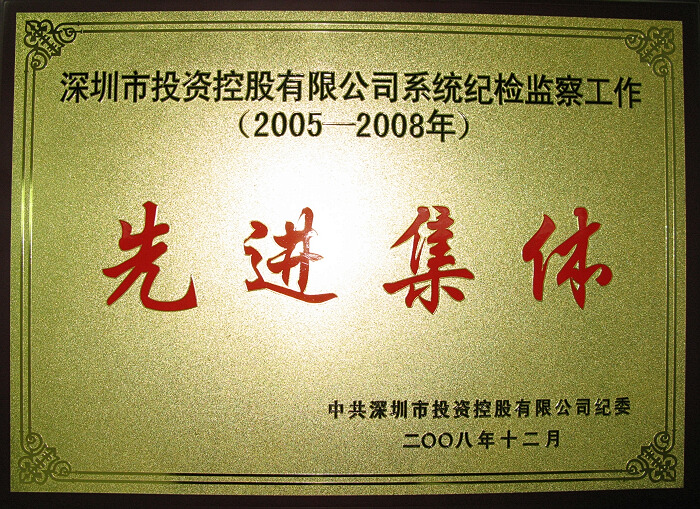 深圳市投资控股有限公司系统纪检监察工作
（2005—2008年）
先进集体
中共深圳市投资控股有限公司纪委
二〇〇八年十二月